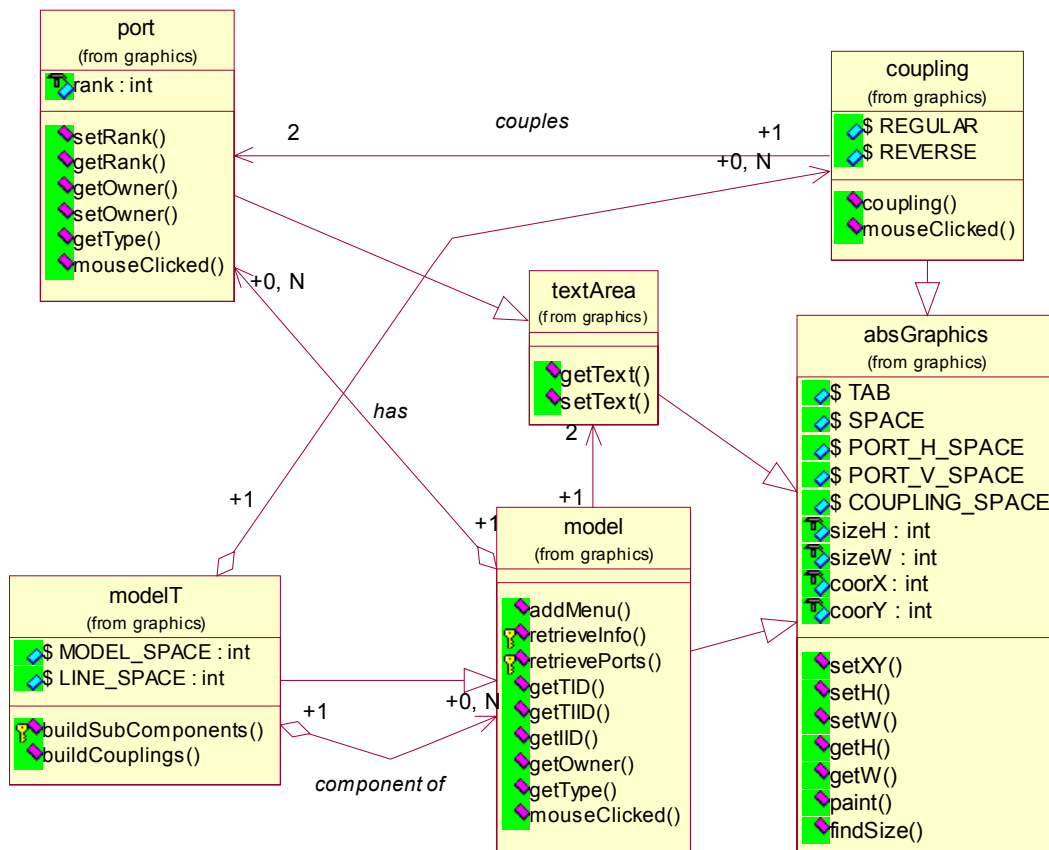 port
(from graphics)
rank : int
setRank()
getRank()
getOwner()
setOwner()
getType()
mouseClicked()
coupling
(from graphics)
$ REGULAR
$ REVERSE
coupling()
mouseClicked()
couples
2
+1
+0, N
+0, N
textArea
(from graphics)
getText()
setText()
2
has
absGraphics
(from graphics)
$ TAB
$ SPACE
$ PORT_H_SPACE
$ PORT_V_SPACE
$ COUPLING_SPACE
sizeH : int
sizeW : int
coorX : int
coorY : int
setXY()
setH()
setW()
getH()
getW()
paint()
findSize()
+1
+1
+1
model
(from graphics)
addMenu()
retrieveInfo()
retrievePorts()
getTID()
getTIID()
getIID()
getOwner()
getType()
mouseClicked()
modelT
(from graphics)
$ MODEL_SPACE : int
$ LINE_SPACE : int
buildSubComponents()
buildCouplings()
+1
+0, N
component of